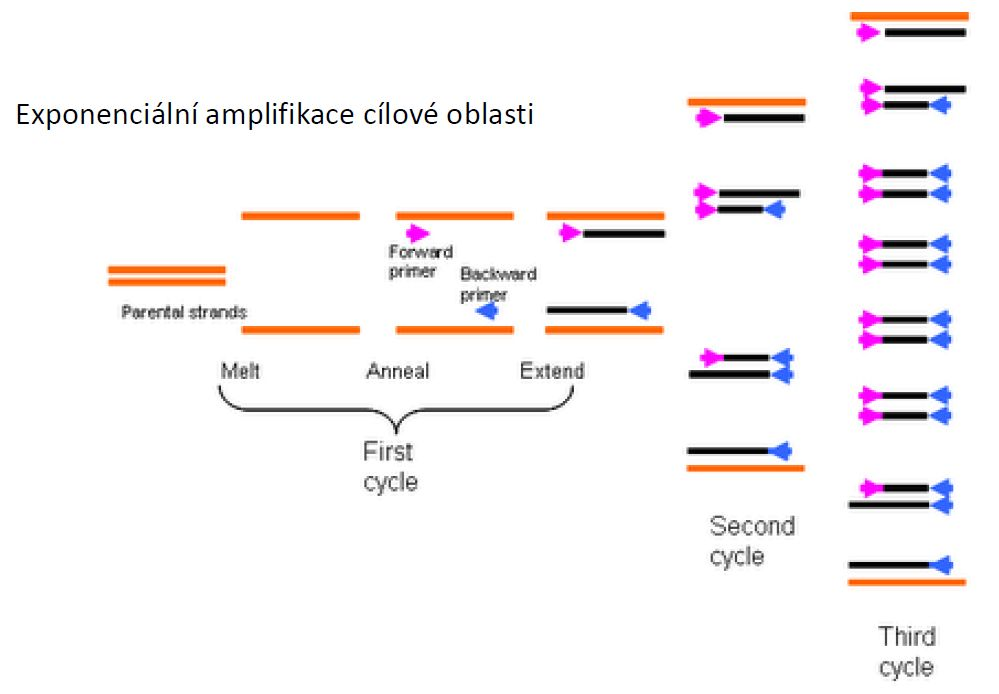 Exponenciální amplifikace cílové oblasti
Parental strands
Forward
primer
Backward
primer
Melt
Anneal
Extend
First
cycle
Second
cycle
Third
cycle